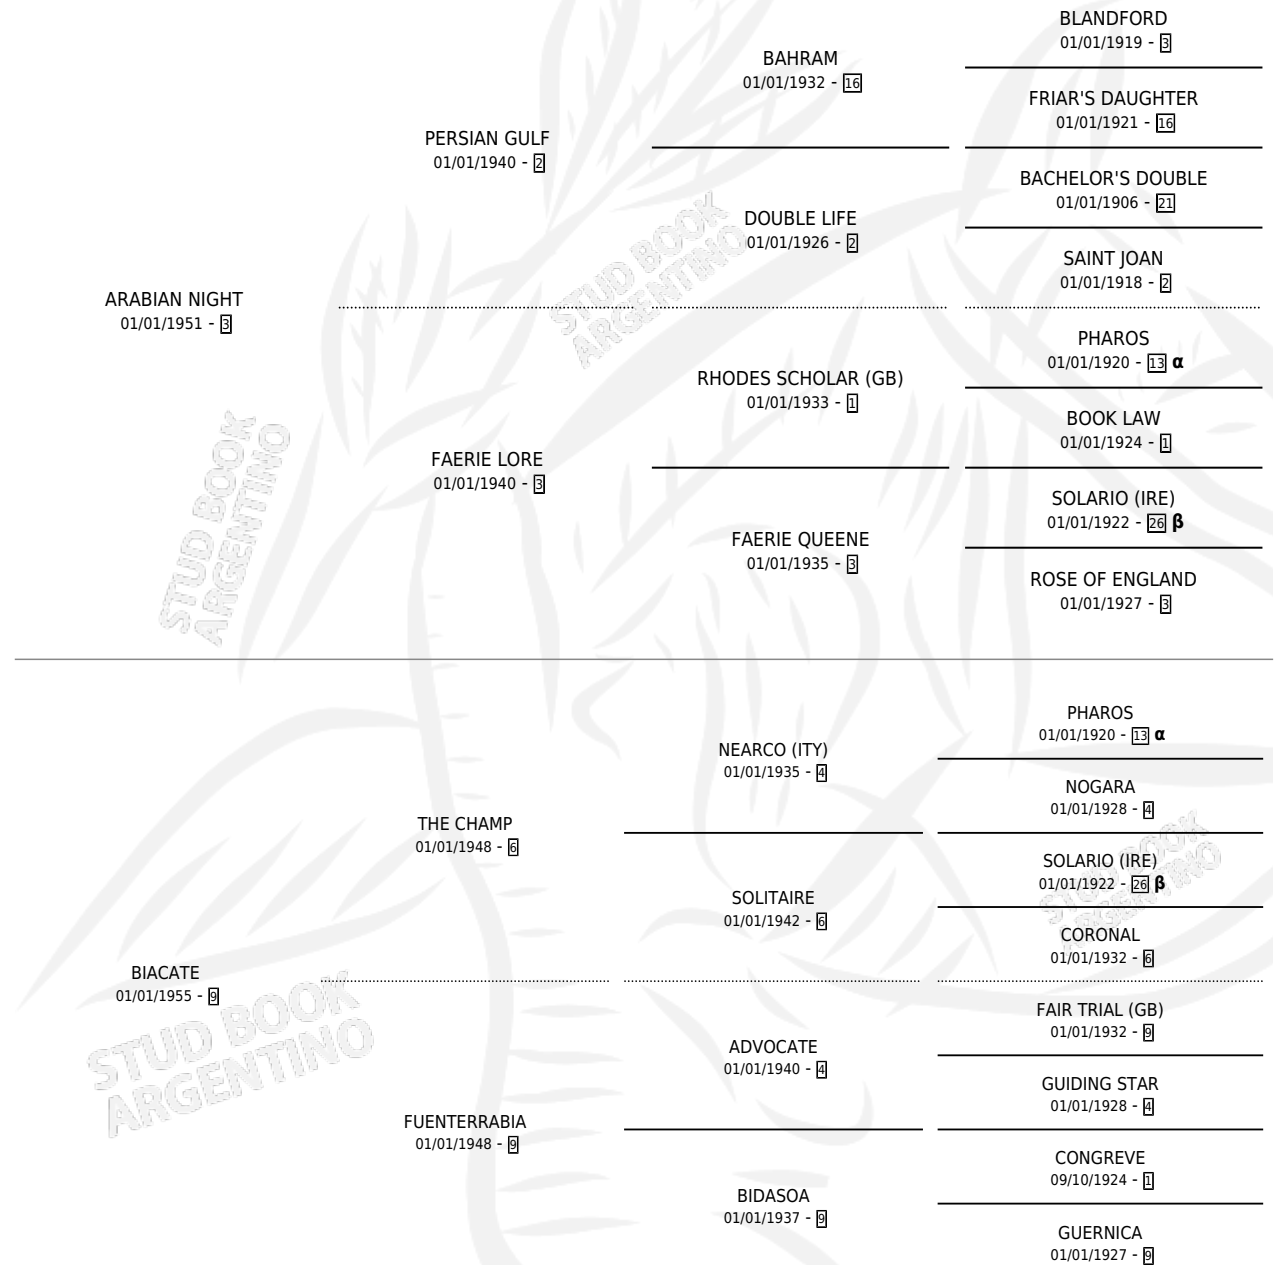 BLANDFORD
01/01/1919 - 3
BAHRAM
01/01/1932 - 16
FRIAR'S DAUGHTER
01/01/1921 - 16
PERSIAN GULF
01/01/1940 - 2
BACHELOR'S DOUBLE
01/01/1906 - 21
DOUBLE LIFE
01/01/1926 - 2
SAINT JOAN
01/01/1918 - 2
STUD BOOK
ARGENTINO
ARABIAN NIGHT
01/01/1951 - 3
PHAROS
01/01/1920 - 13 α
RHODES SCHOLAR (GB)
01/01/1933 - 1
BOOK LAW
01/01/1924 - 1
FAERIE LORE
01/01/1940 - 3
SOLARIO (IRE)
01/01/1922 - 26 β
FAERIE QUEENE
01/01/1935 - 3
ROSE OF ENGLAND
01/01/1927 - 3
STUD BOOK
ARGENTINO
PHAROS
01/01/1920 - 13 α
NEARCO (ITY)
01/01/1935 - 4
NOGARA
01/01/1928 - 4
THE CHAMP
01/01/1948 - 6
SOLARIO (IRE)
01/01/1922 - 26 β
STUD BOOK
ARGENTINO
SOLITAIRE
01/01/1942 - 6
CORONAL
01/01/1932 - 6
BIACATE
01/01/1955 - 9
STUD BOOK
ARGENTINO
FAIR TRIAL (GB)
01/01/1932 - 9
ADVOCATE
01/01/1940 - 4
GUIDING STAR
01/01/1928 - 4
FUENTERRABIA
01/01/1948 - 9
CONGREVE
09/10/1924 - 1
BIDASOA
01/01/1937 - 9
GUERNICA
01/01/1927 - 9